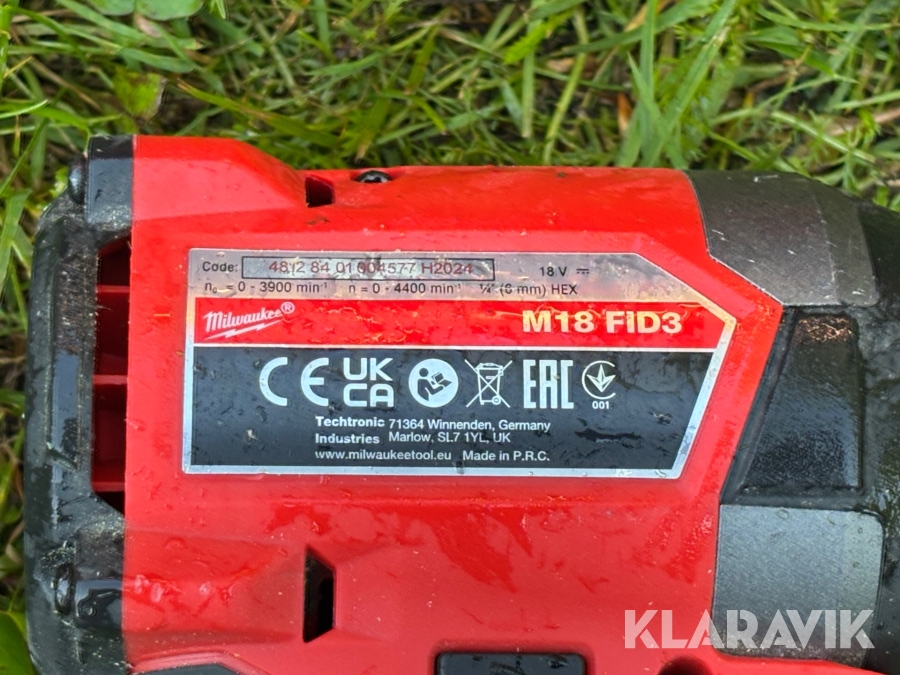 KLARAVIK
Code: 4812 84 01 004577 H2024 18 V ⎓
n₀ = 0 - 3900 min⁻¹ n = 0 - 4400 min⁻¹ ¼" (6 mm) HEX
Milwaukee® M18 FID3
CE UK CA EAC 001
Techtronic 71364 Winnenden, Germany
Industries Marlow, SL7 1YL, UK
www.milwaukeetool.eu Made in P.R.C.
KLARAVIK